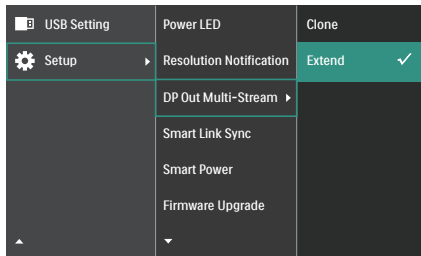 USB Setting
Setup
Power LED
Resolution Notification
DP Out Multi-Stream
Smart Link Sync
Smart Power
Firmware Upgrade
Clone
Extend